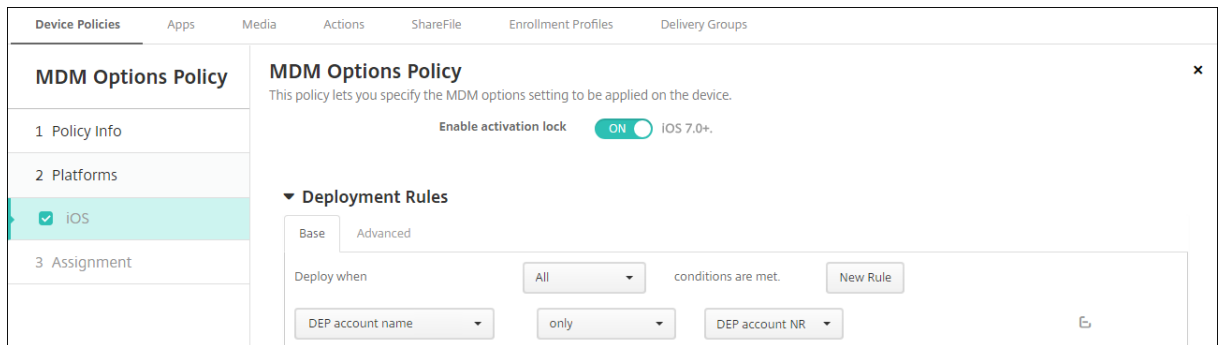 Device Policies Apps Media Actions ShareFile Enrollment Profiles Delivery Groups
MDM Options Policy
1 Policy Info
2 Platforms
iOS
3 Assignment
MDM Options Policy
This policy lets you specify the MDM options setting to be applied on the device.
Enable activation lock ON iOS 7.0+.
Deployment Rules
Base Advanced
Deploy when All conditions are met. New Rule
DEP account name only DEP account NR